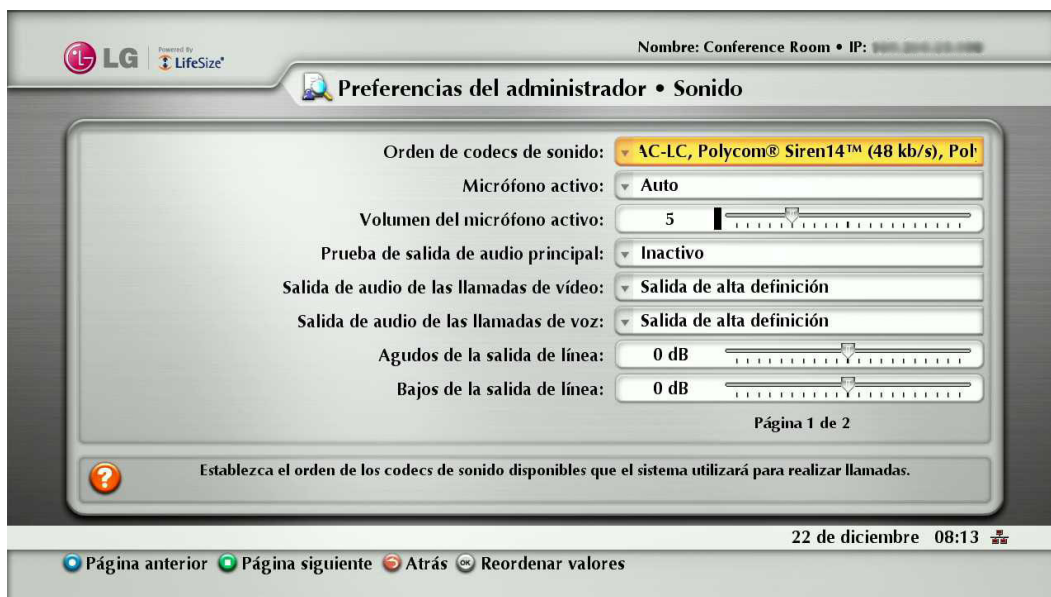 LG
Powered By
LifeSize®
Nombre: Conference Room • IP:
Preferencias del administrador • Sonido
Orden de codecs de sonido: AC-LC, Polycom® Siren14™ (48 kb/s), Pol
Micrófono activo: Auto
Volumen del micrófono activo: 5
Prueba de salida de audio principal: Inactivo
Salida de audio de las llamadas de vídeo: Salida de alta definición
Salida de audio de las llamadas de voz: Salida de alta definición
Agudos de la salida de línea: 0 dB
Bajos de la salida de línea: 0 dB
Página 1 de 2
? Establezca el orden de los codecs de sonido disponibles que el sistema utilizará para realizar llamadas.
22 de diciembre 08:13
Página anterior Página siguiente Atrás OK Reordenar valores